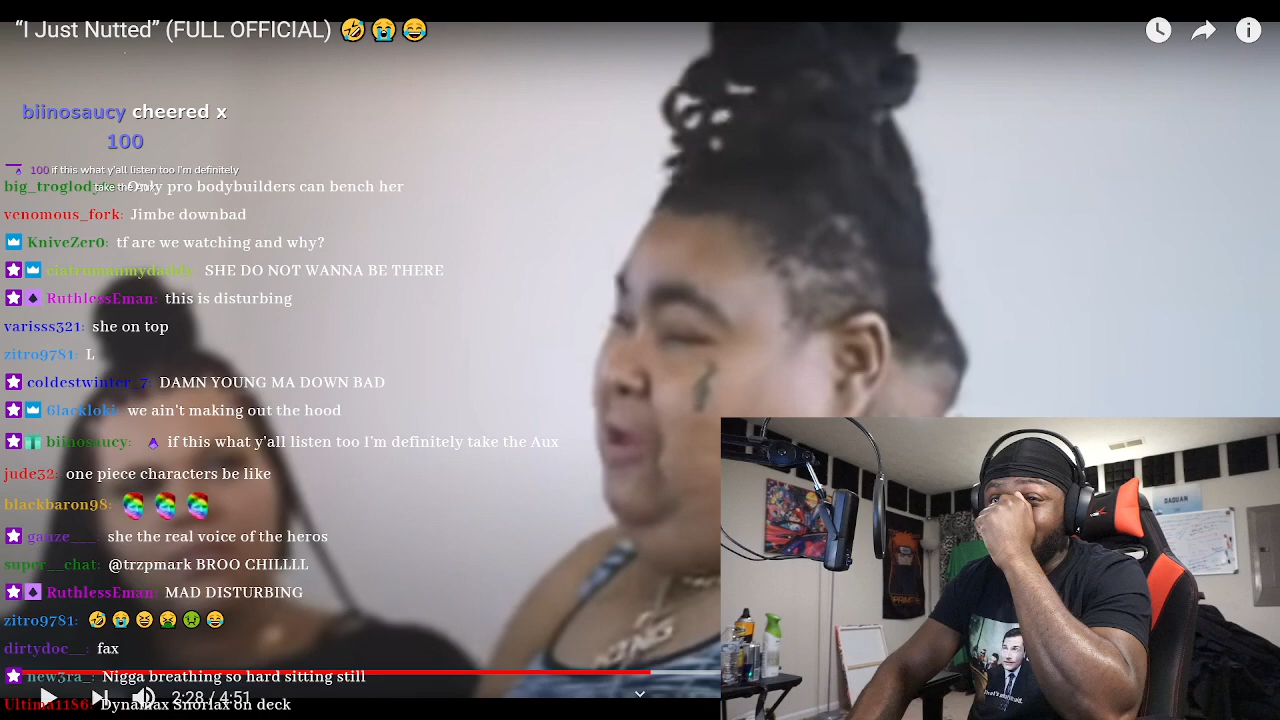 “I Just Nutted” (FULL OFFICIAL) 🤣 😭 😂
biinosaucy cheered x
100
100 if this what y'all listen too I'm definitely
take the Aux
big_troglod Only pro bodybuilders can bench her
venomous_fork: Jimbe downbad
KniveZer0: tf are we watching and why?
SHE DO NOT WANNA BE THERE
RuthlessEman: this is disturbing
varisss321: she on top
zitro9781: L
coldestwinter_7: DAMN YOUNG MA DOWN BAD
6lackloki: we ain't making out the hood
biinosaucy: if this what y'all listen too I'm definitely take the Aux
jude32: one piece characters be like
blackbaron98:
ganze___: she the real voice of the heros
super__chat: @trzpmark BROO CHILLLL
RuthlessEman: MAD DISTURBING
zitro9781: 🤣 😭 😆 🤮 🤢 😂
dirtydoc__: fax
new3ra_: Nigga breathing so hard sitting still
2:28 / 4:51
Ultima1186: Dynamax Snorlax on deck
DAQUAN